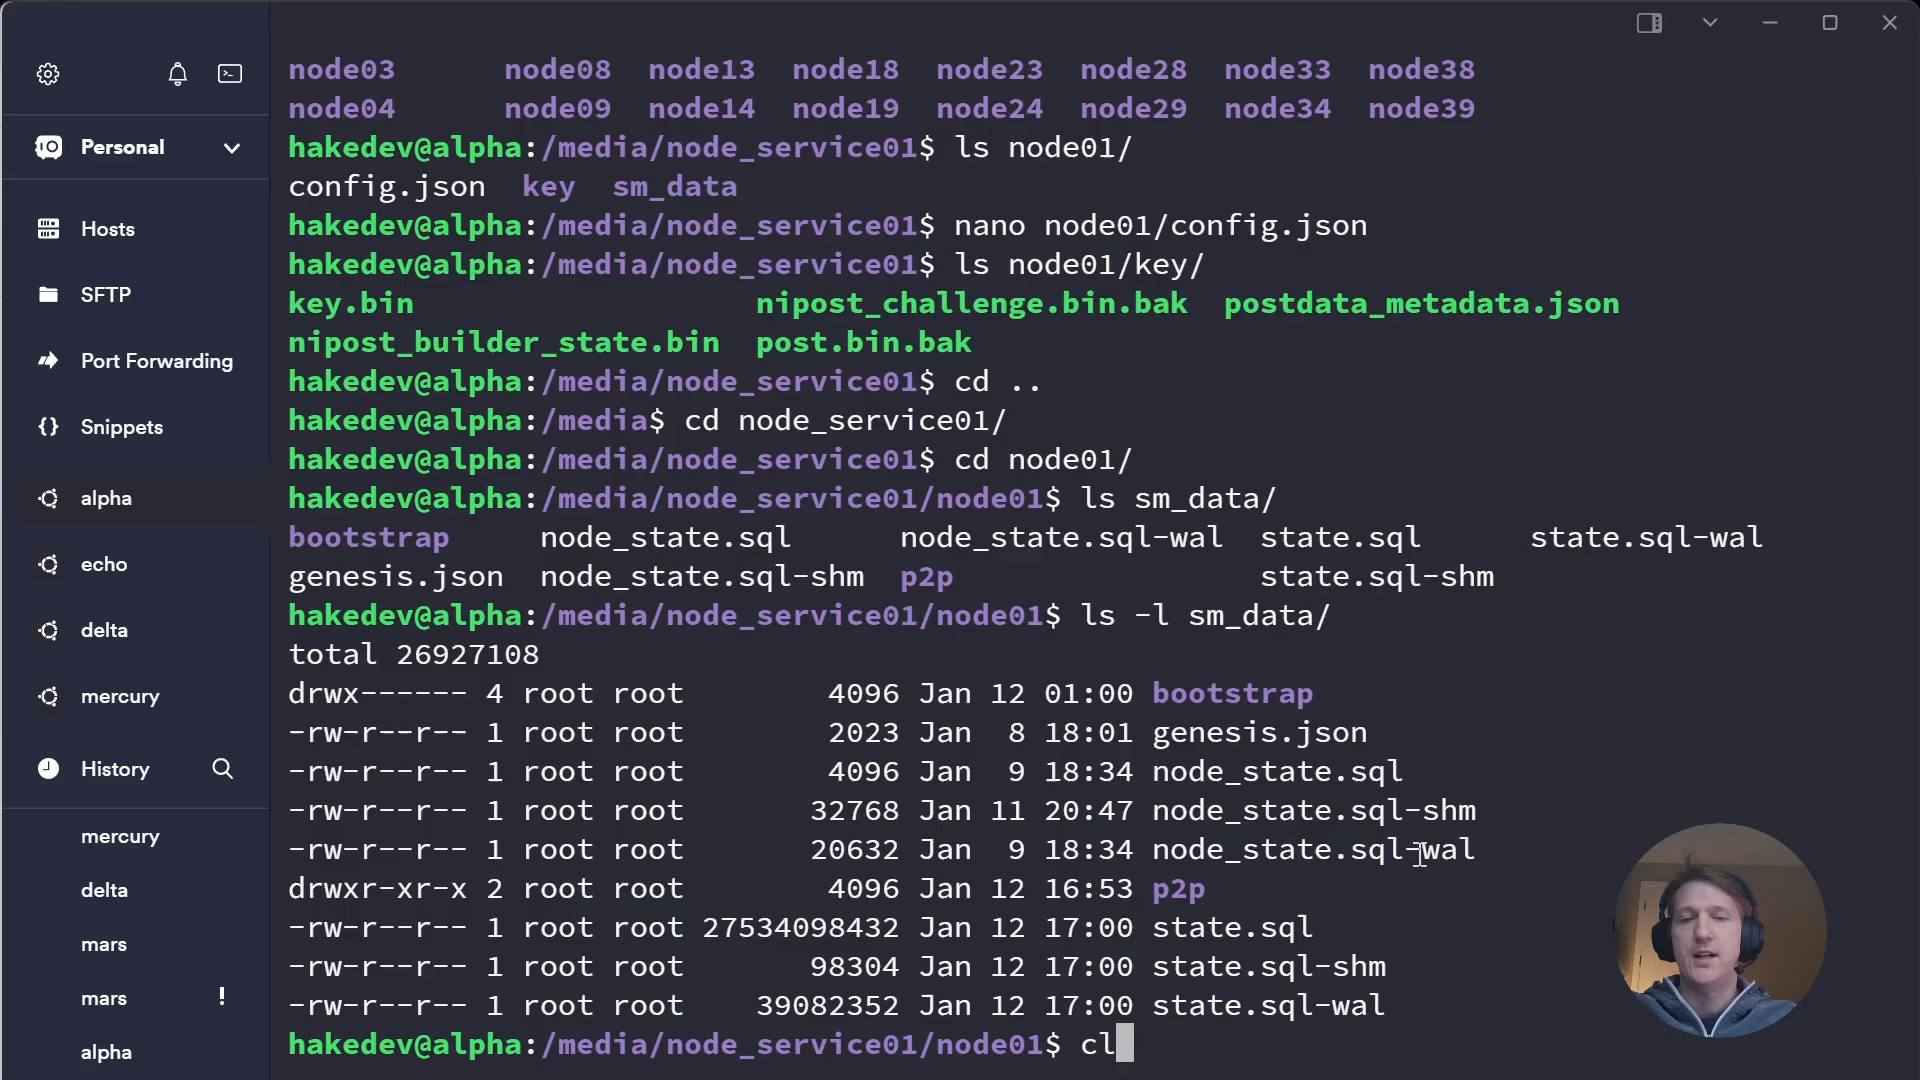 Personal
Hosts
SFTP
Port Forwarding
Snippets
alpha
echo
delta
mercury
History
mercury
delta
mars
mars !
alpha
node03 node08 node13 node18 node23 node28 node33 node38
node04 node09 node14 node19 node24 node29 node34 node39
hakedev@alpha:/media/node_service01$ ls node01/
config.json key sm_data
hakedev@alpha:/media/node_service01$ nano node01/config.json
hakedev@alpha:/media/node_service01$ ls node01/key/
key.bin nipost_challenge.bin.bak postdata_metadata.json
nipost_builder_state.bin post.bin.bak
hakedev@alpha:/media/node_service01$ cd ..
hakedev@alpha:/media$ cd node_service01/
hakedev@alpha:/media/node_service01$ cd node01/
hakedev@alpha:/media/node_service01/node01$ ls sm_data/
bootstrap node_state.sql node_state.sql-wal state.sql state.sql-wal
genesis.json node_state.sql-shm p2p state.sql-shm
hakedev@alpha:/media/node_service01/node01$ ls -l sm_data/
total 26927108
drwx------ 4 root root 4096 Jan 12 01:00 bootstrap
-rw-r--r-- 1 root root 2023 Jan 8 18:01 genesis.json
-rw-r--r-- 1 root root 4096 Jan 9 18:34 node_state.sql
-rw-r--r-- 1 root root 32768 Jan 11 20:47 node_state.sql-shm
-rw-r--r-- 1 root root 20632 Jan 9 18:34 node_state.sql-wal
drwxr-xr-x 2 root root 4096 Jan 12 16:53 p2p
-rw-r--r-- 1 root root 27534098432 Jan 12 17:00 state.sql
-rw-r--r-- 1 root root 98304 Jan 12 17:00 state.sql-shm
-rw-r--r-- 1 root root 39082352 Jan 12 17:00 state.sql-wal
hakedev@alpha:/media/node_service01/node01$ cl